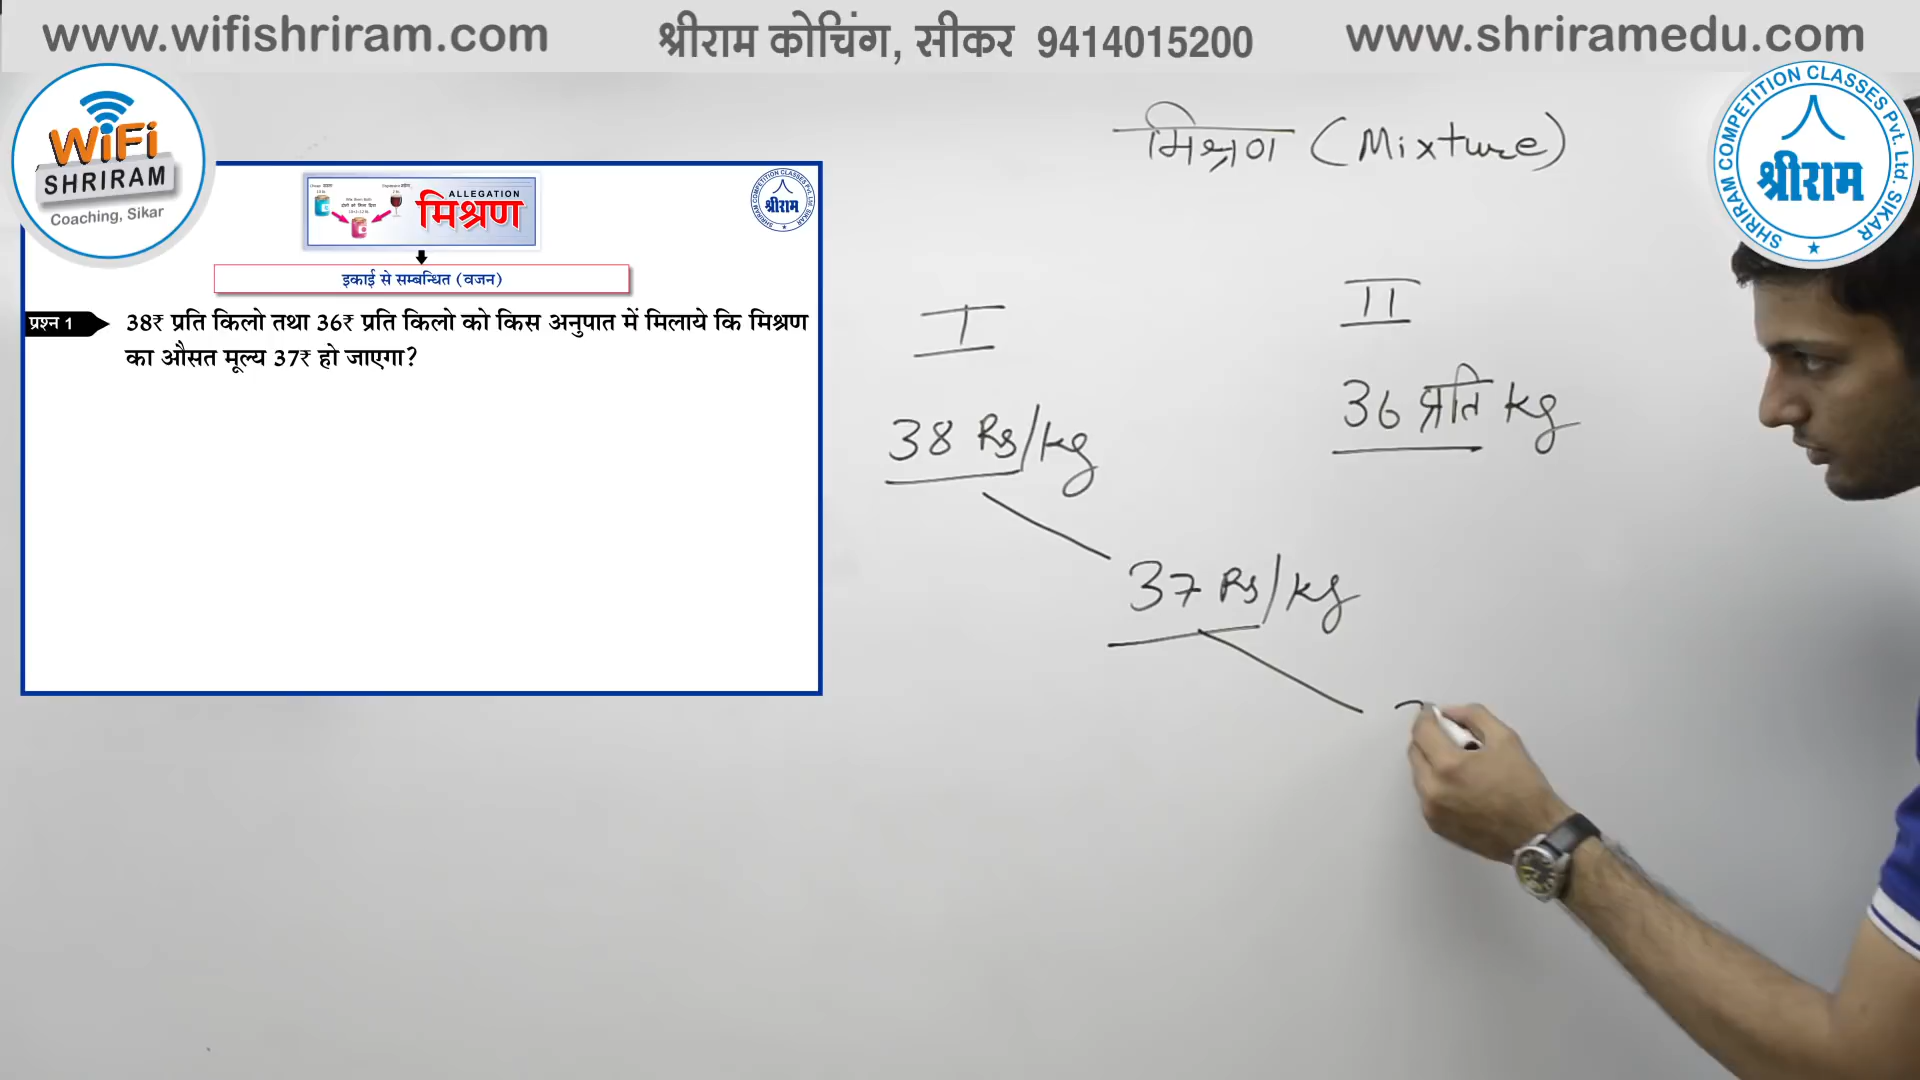 www.wifishriram.com
श्रीराम कोचिंग, सीकर 9414015200
www.shriramedu.com
WiFi
SHRIRAM
Coaching, Sikar
SHRIRAM COMPETITION CLASSES Pvt. Ltd. SIKAR
श्रीराम
ALLEGATION
मिश्रण
श्रीराम
इकाई से सम्बन्धित (वजन)
प्रश्न 1
38₹ प्रति किलो तथा 36₹ प्रति किलो को किस अनुपात में मिलाये कि मिश्रण
का औसत मूल्य 37₹ हो जाएगा?
मिश्रण (Mixture)
I
II
38 Rs/kg
36 प्रति kg
37 Rs/kg